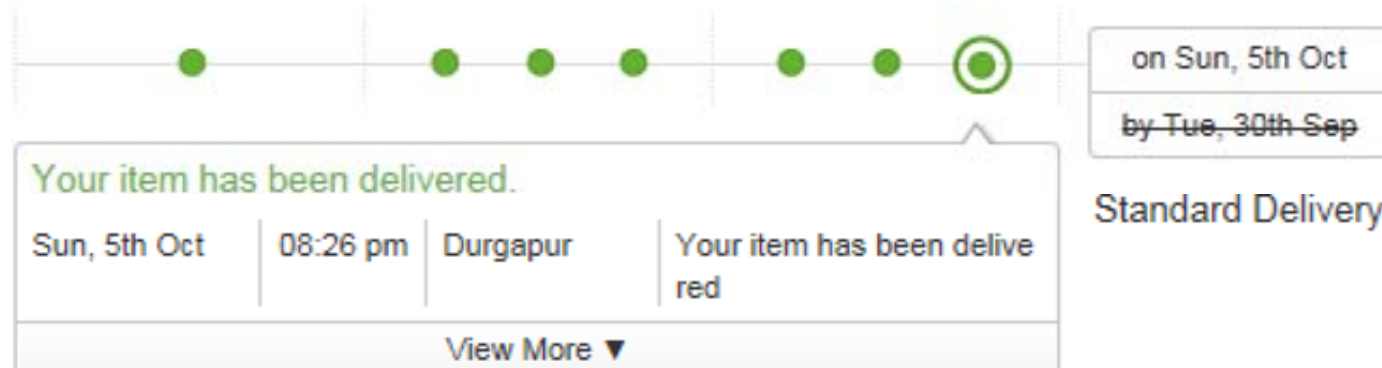 on Sun, 5th Oct
by Tue, 30th Sep
Standard Delivery
Your item has been delivered.
Sun, 5th Oct 08:26 pm Durgapur Your item has been delive
red
View More ▼